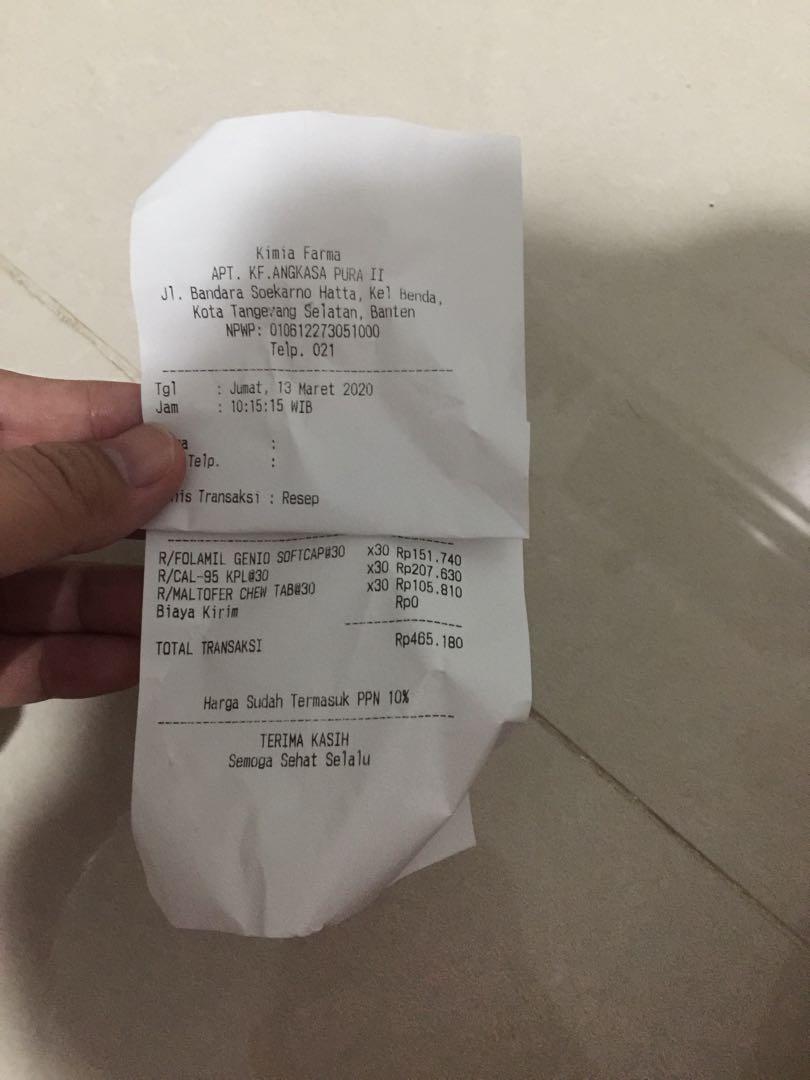 Kimia Farma
APT. KF.ANGKASA PURA II
Jl. Bandara Soekarno Hatta, Kel Benda,
Kota Tangerang Selatan, Banten
NPWP: 010612273051000
Telp. 021
Tgl : Jumat, 13 Maret 2020
Jam : 10:15:15 WIB
:
Telp. :
Transaksi : Resep
R/FOLAMIL GENIO SOFTCAP@30 x30 Rp151.740
R/CAL-95 KPL@30 x30 Rp207.630
R/MALTOFER CHEW TAB@30 x30 Rp105.810
Biaya Kirim Rp0
TOTAL TRANSAKSI Rp465.180
Harga Sudah Termasuk PPN 10%
TERIMA KASIH
Semoga Sehat Selalu